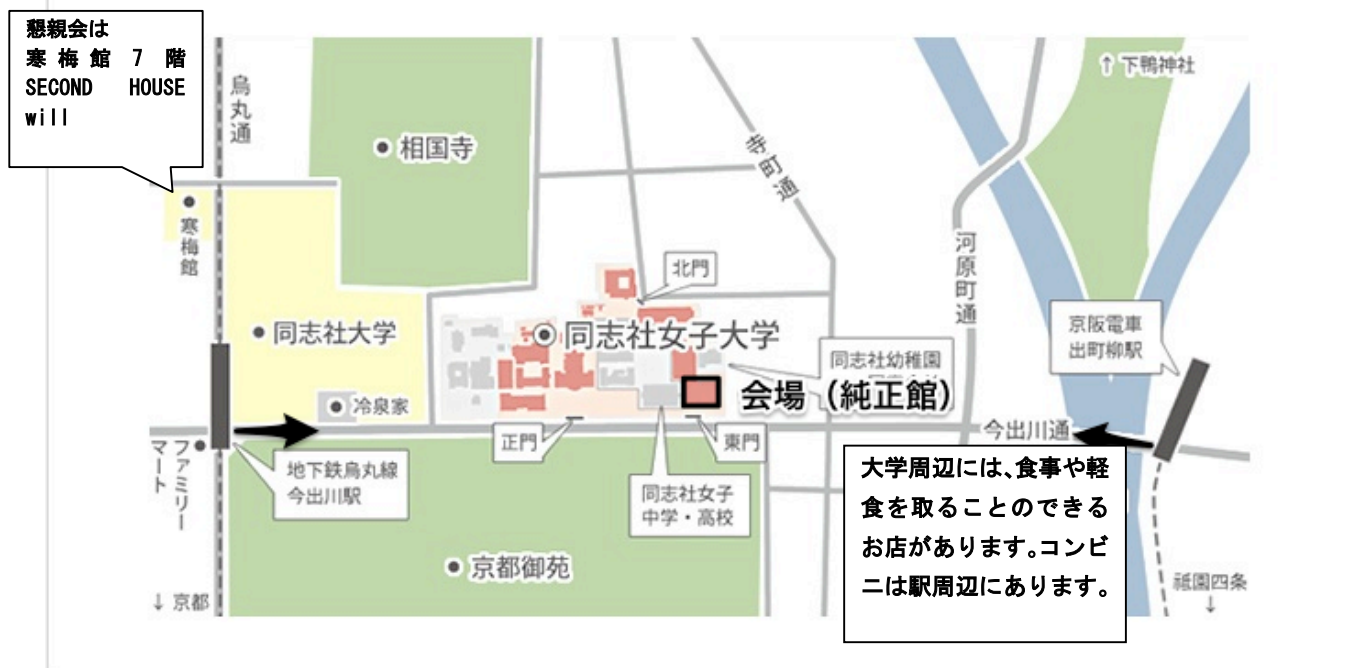 懇親会は
寒梅館 7 階
SECOND HOUSE
will
烏丸通
相国寺
寺町通
↑ 下鴨神社
寒梅館
河原町通
北門
同志社大学
同志社女子大学
京阪電車
出町柳駅
同志社幼稚園
会場（純正館）
冷泉家
正門
東門
今出川通
ファミリー
マート
地下鉄烏丸線
今出川駅
同志社女子
中学・高校
大学周辺には、食事や軽
食を取ることのできる
お店があります。コンビ
ニは駅周辺にあります。
京都御苑
↓ 京都
祇園四条
↓